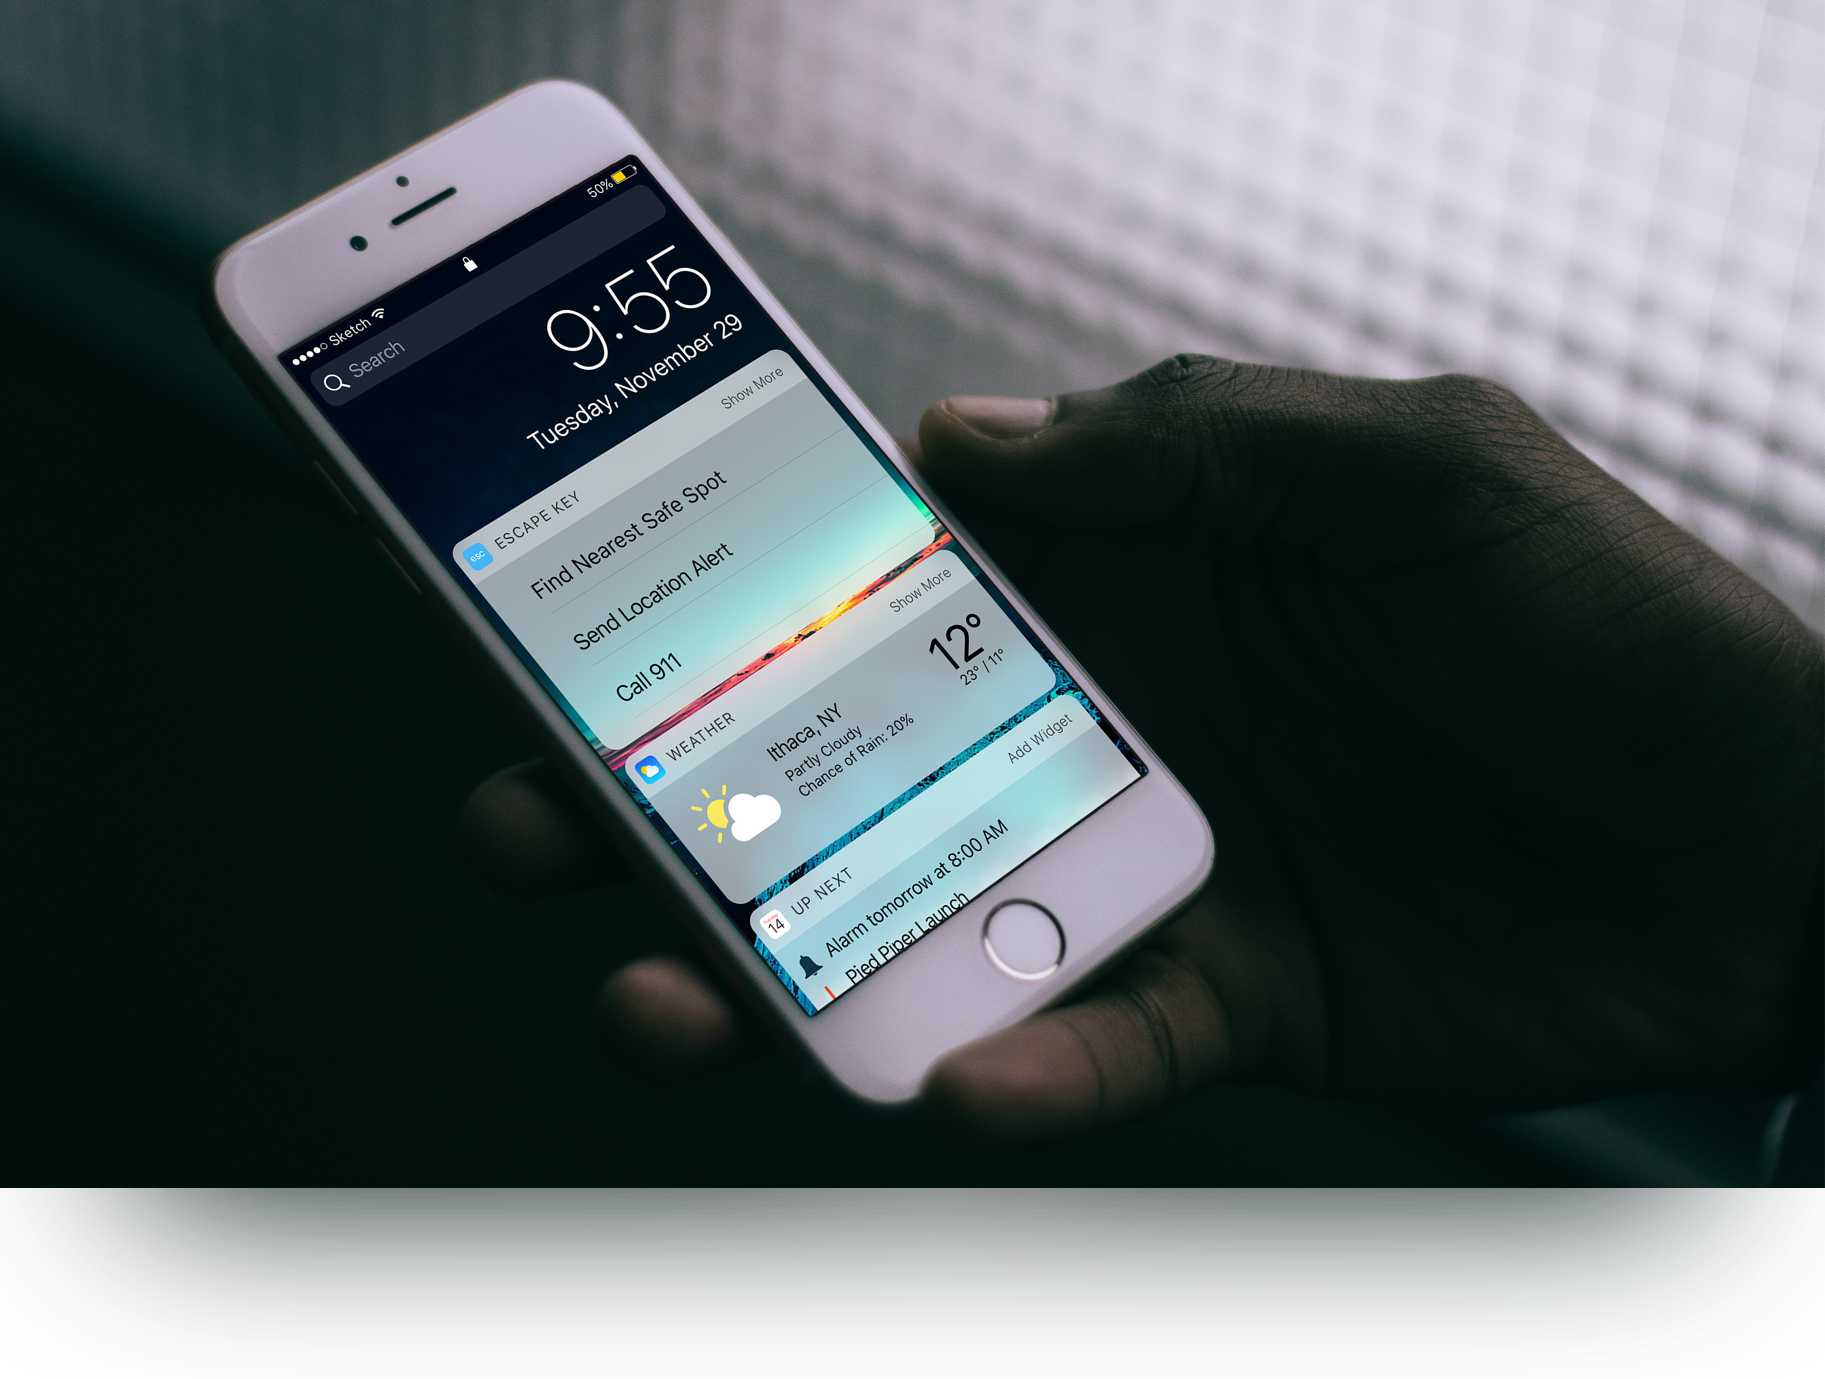 Sketch
50%
Search
9:55
Tuesday, November 29
esc
ESCAPE KEY
Show More
Find Nearest Safe Spot
Send Location Alert
Call 911
WEATHER
Show More
Ithaca, NY
Partly Cloudy
Chance of Rain: 20%
12°
23° / 11°
Tuesday
14
UP NEXT
Add Widget
Alarm tomorrow at 8:00 AM
Pied Piper Launch